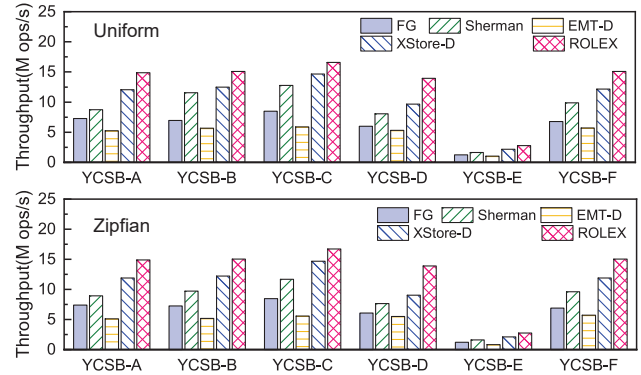 Uniform
FG Sherman EMT-D
XStore-D ROLEX
Throughput(M ops/s)
25
20
15
10
5
0
YCSB-A YCSB-B YCSB-C YCSB-D YCSB-E YCSB-F
Zipfian
FG Sherman EMT-D
XStore-D ROLEX
Throughput(M ops/s)
25
20
15
10
5
0
YCSB-A YCSB-B YCSB-C YCSB-D YCSB-E YCSB-F